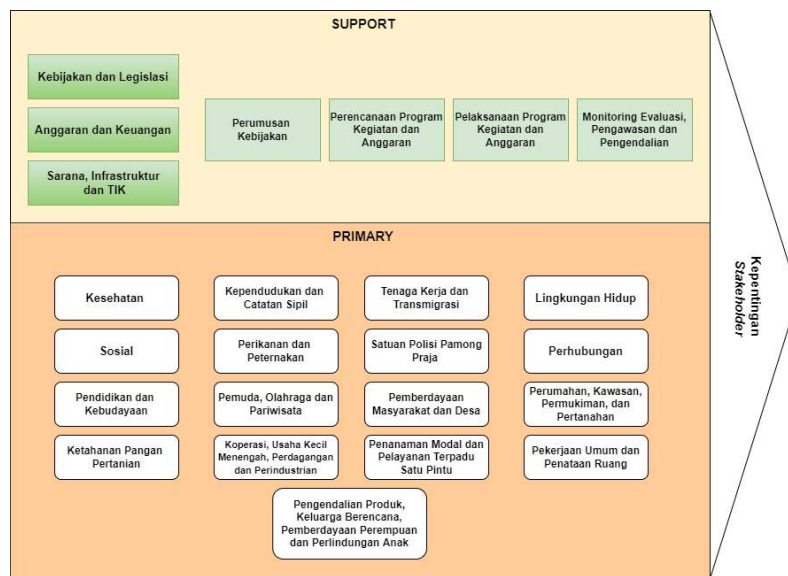 SUPPORT
Kebijakan dan Legislasi
Anggaran dan Keuangan
Sarana, Infrastruktur
dan TIK
Perumusan
Kebijakan
Perencanaan Program
Kegiatan dan
Anggaran
Pelaksanaan Program
Kegiatan dan
Anggaran
Monitoring Evaluasi,
Pengawasan dan
Pengendalian
PRIMARY
Kesehatan
Kependudukan dan
Catatan Sipil
Tenaga Kerja dan
Transmigrasi
Lingkungan Hidup
Sosial
Perikanan dan
Peternakan
Satuan Polisi Pamong
Praja
Perhubungan
Pendidikan dan
Kebudayaan
Pemuda, Olahraga dan
Pariwisata
Pemberdayaan
Masyarakat dan Desa
Perumahan, Kawasan,
Permukiman, dan
Pertanahan
Ketahanan Pangan
Pertanian
Koperasi, Usaha Kecil
Menengah, Perdagangan
dan Perindustrian
Penanaman Modal dan
Pelayanan Terpadu
Satu Pintu
Pekerjaan Umum dan
Penataan Ruang
Pengendalian Produk,
Keluarga Berencana,
Pemberdayaan Perempuan
dan Perlindungan Anak
Kepentingan
Stakeholder